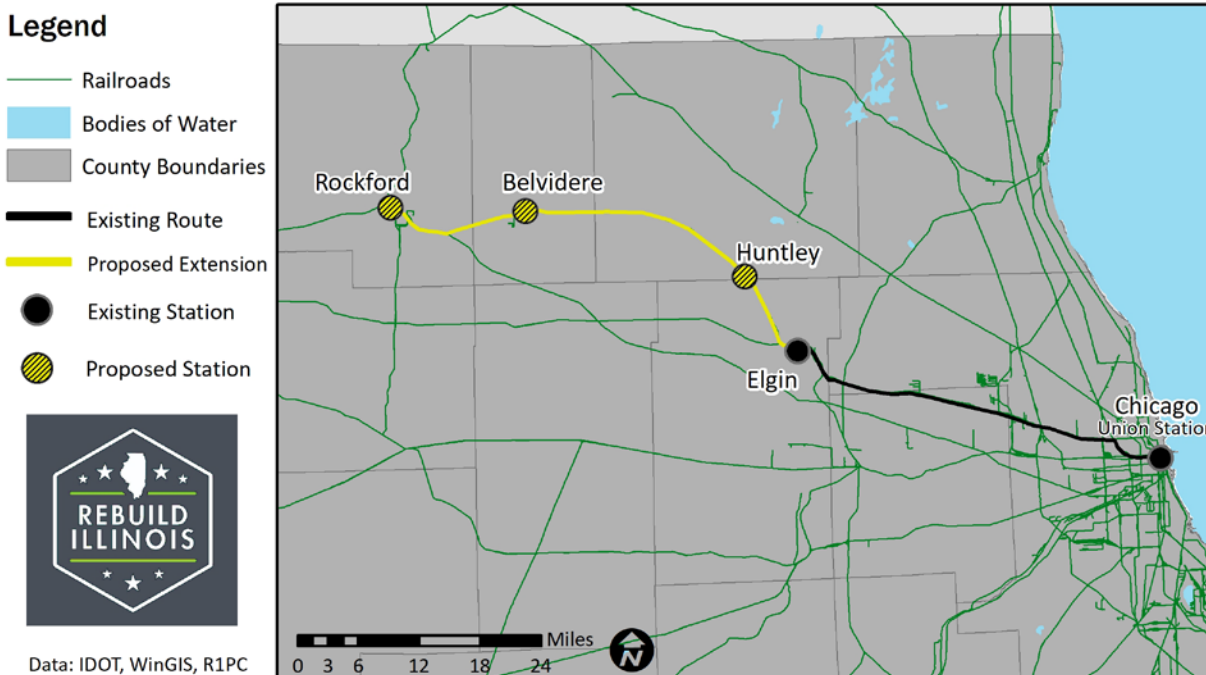 Legend
Railroads
Bodies of Water
County Boundaries
Existing Route
Proposed Extension
Existing Station
Proposed Station
REBUILD
ILLINOIS
Data: IDOT, WinGIS, R1PC
Rockford
Belvidere
Huntley
Elgin
Chicago
Union Station
Miles
0 3 6 12 18 24
N